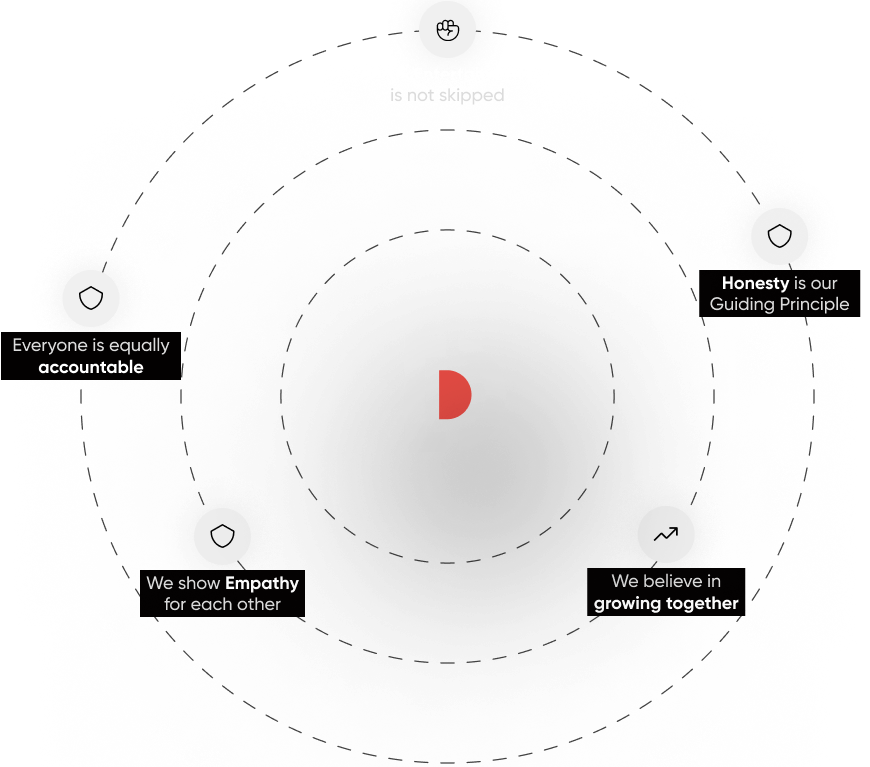 is not skipped
Honesty is our
Guiding Principle
Everyone is equally
accountable
We show Empathy
for each other
We believe in
growing together